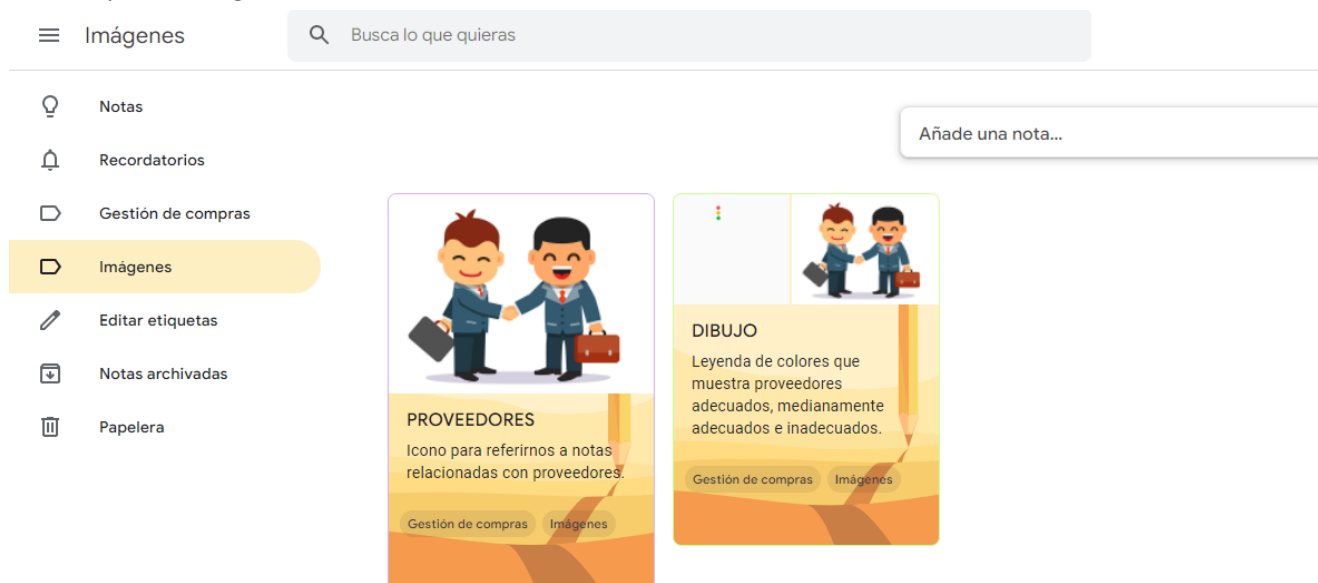 Imágenes
Busca lo que quieras
Notas
Recordatorios
Gestión de compras
Imágenes
Editar etiquetas
Notas archivadas
Papelera
Añade una nota...
PROVEEDORES
Icono para referirnos a notas
relacionadas con proveedores.
Gestión de compras
Imágenes
DIBUJO
Leyenda de colores que
muestra proveedores
adecuados, medianamente
adecuados e inadecuados.
Gestión de compras
Imágenes